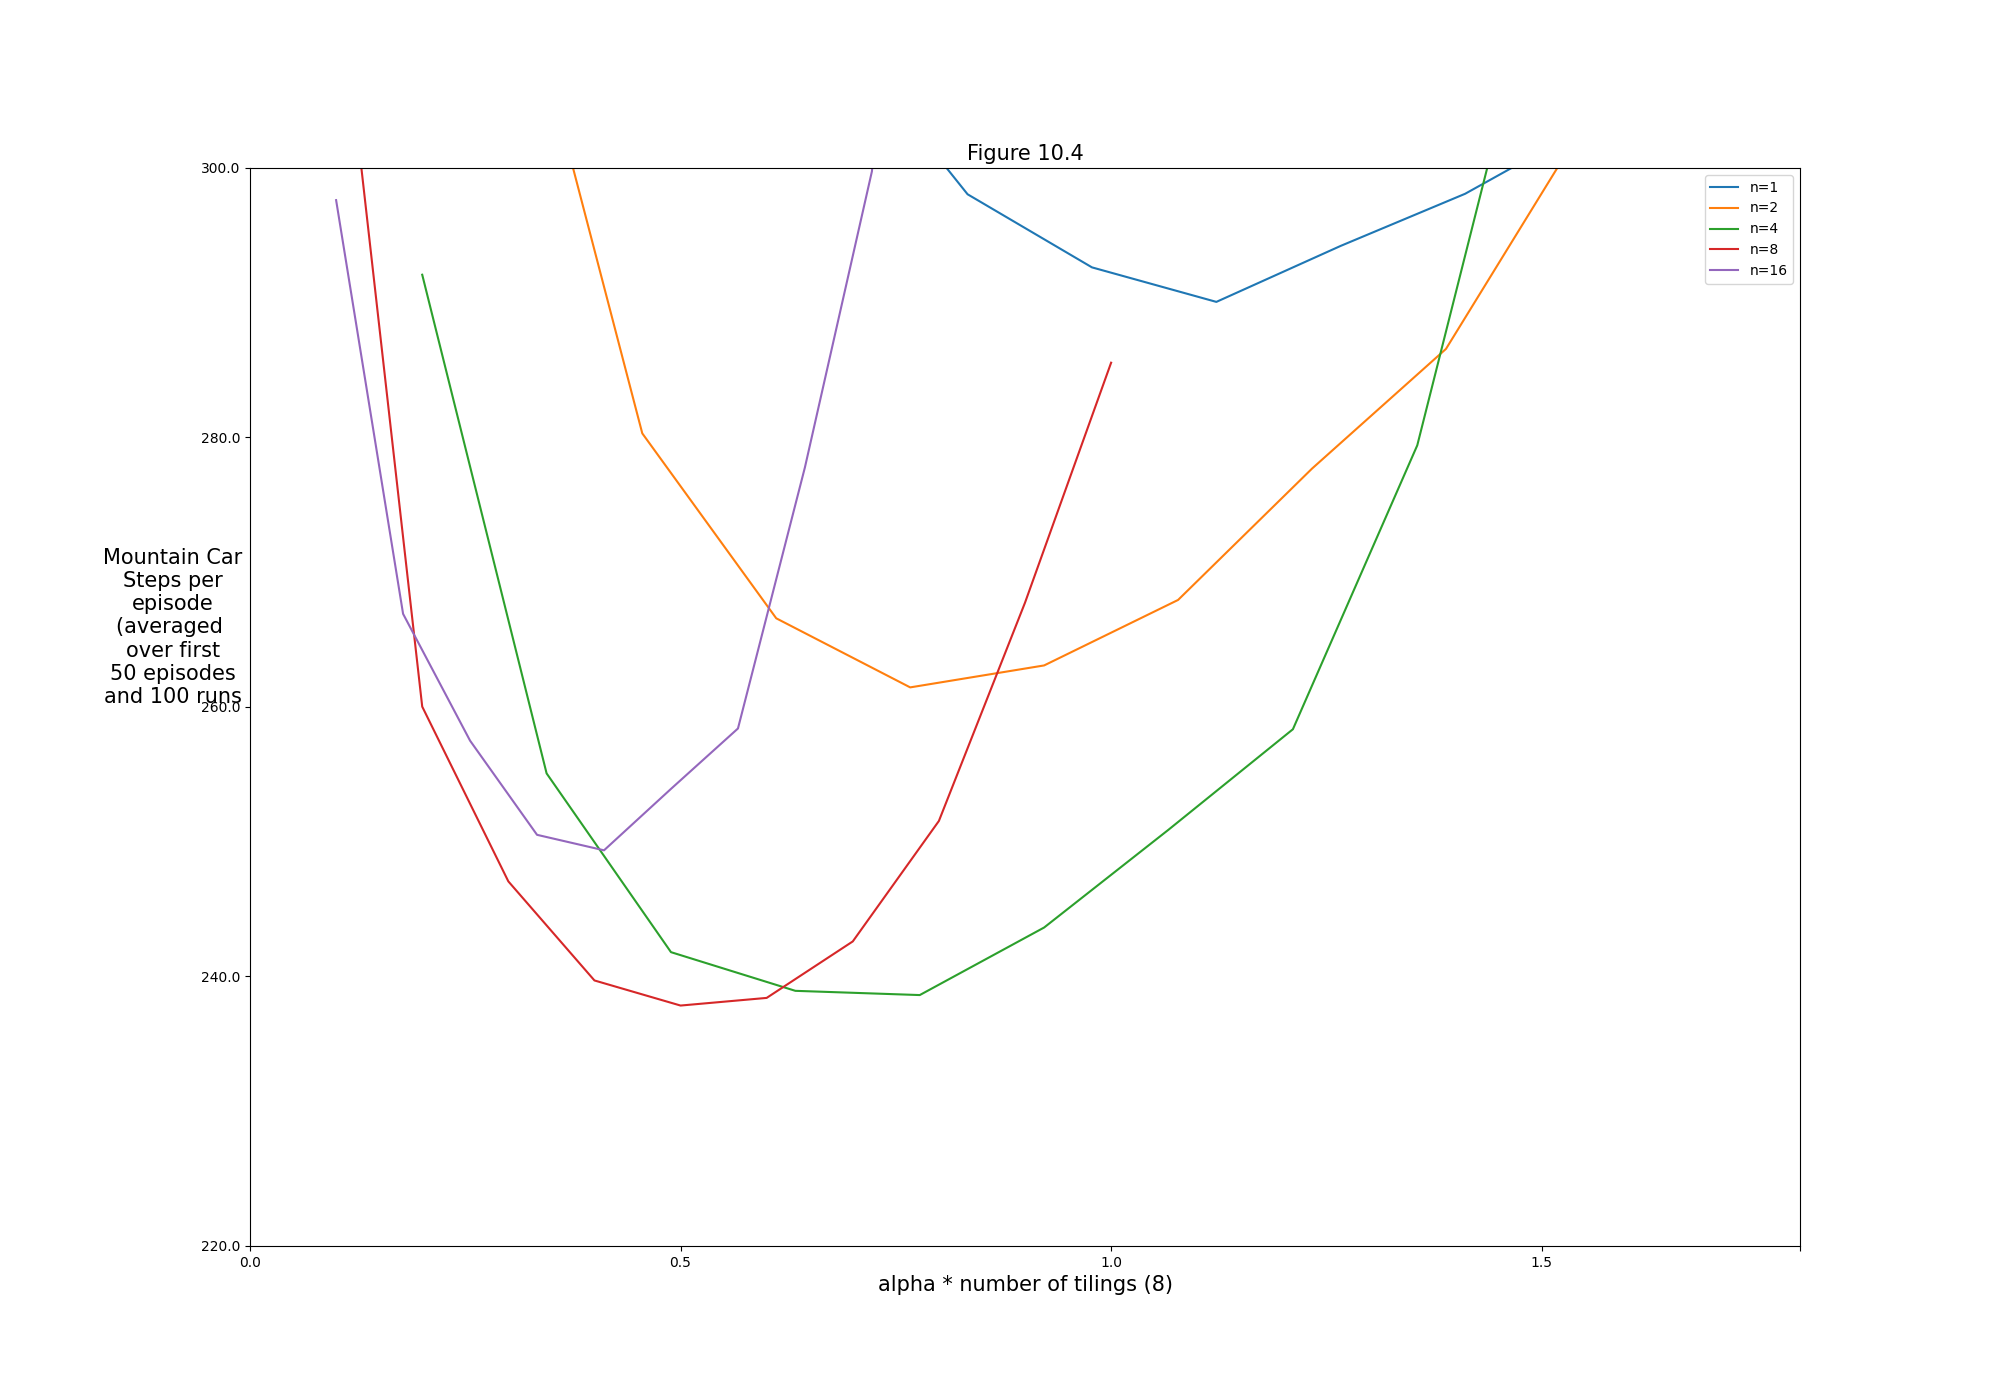 Figure 10.4
300.0
280.0
260.0
240.0
220.0
Mountain Car
Steps per
episode
(averaged
over first
50 episodes
and 100 runs
n=1
n=2
n=4
n=8
n=16
0.0
0.5
1.0
1.5
alpha * number of tilings (8)